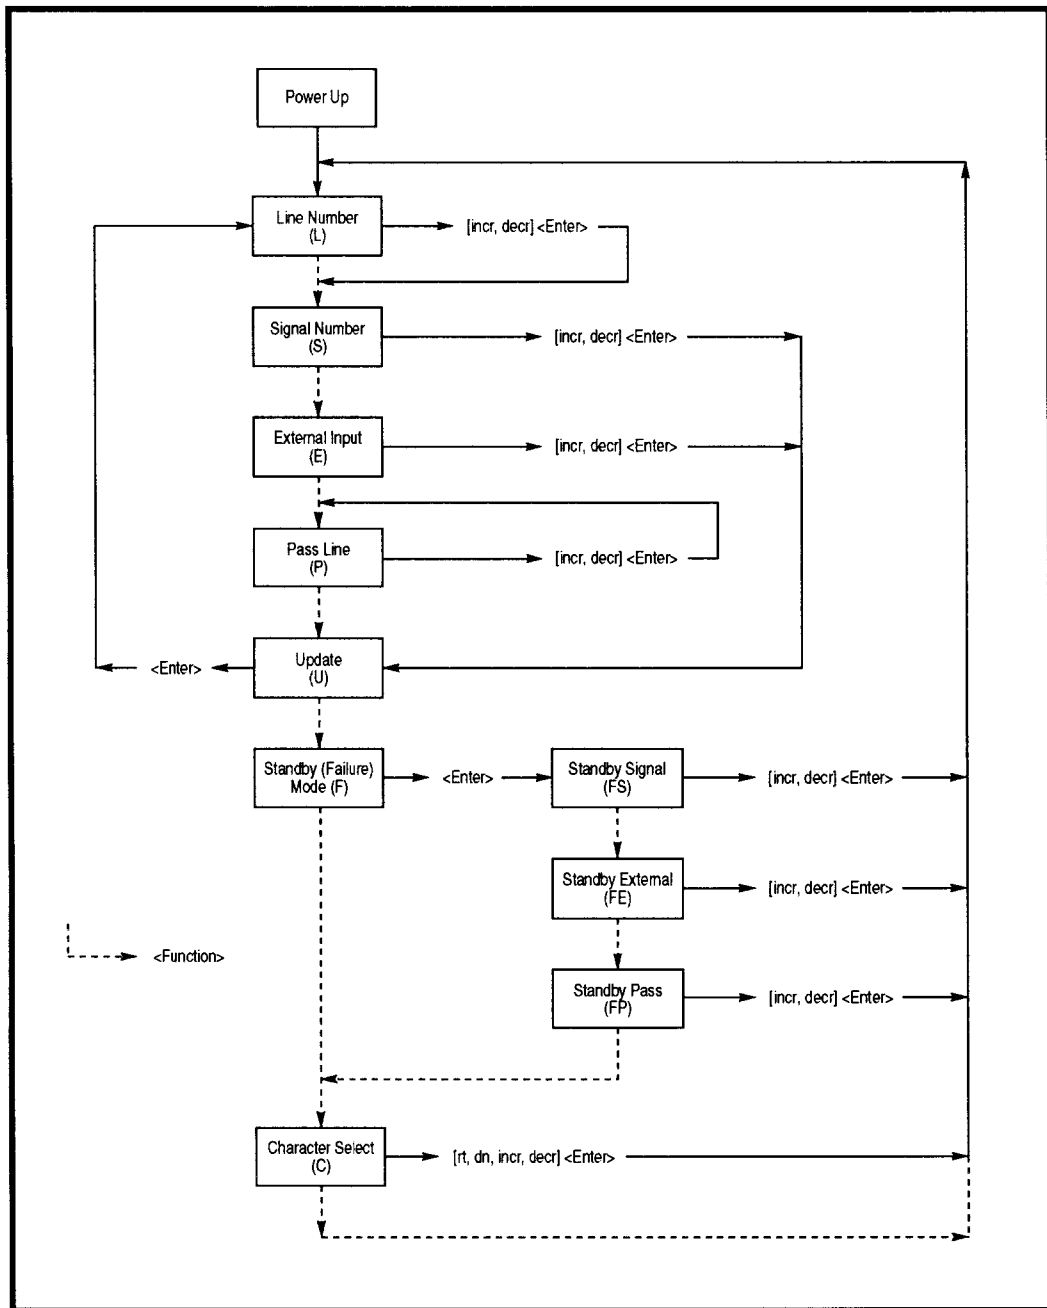 Power Up
Line Number
(L)
[incr, decr] <Enter>
Signal Number
(S)
[incr, decr] <Enter>
External Input
(E)
[incr, decr] <Enter>
Pass Line
(P)
[incr, decr] <Enter>
<Enter>
Update
(U)
Standby (Failure)
Mode (F)
<Enter>
Standby Signal
(FS)
[incr, decr] <Enter>
Standby External
(FE)
[incr, decr] <Enter>
<Function>
Standby Pass
(FP)
[incr, decr] <Enter>
Character Select
(C)
[rt, dn, incr, decr] <Enter>